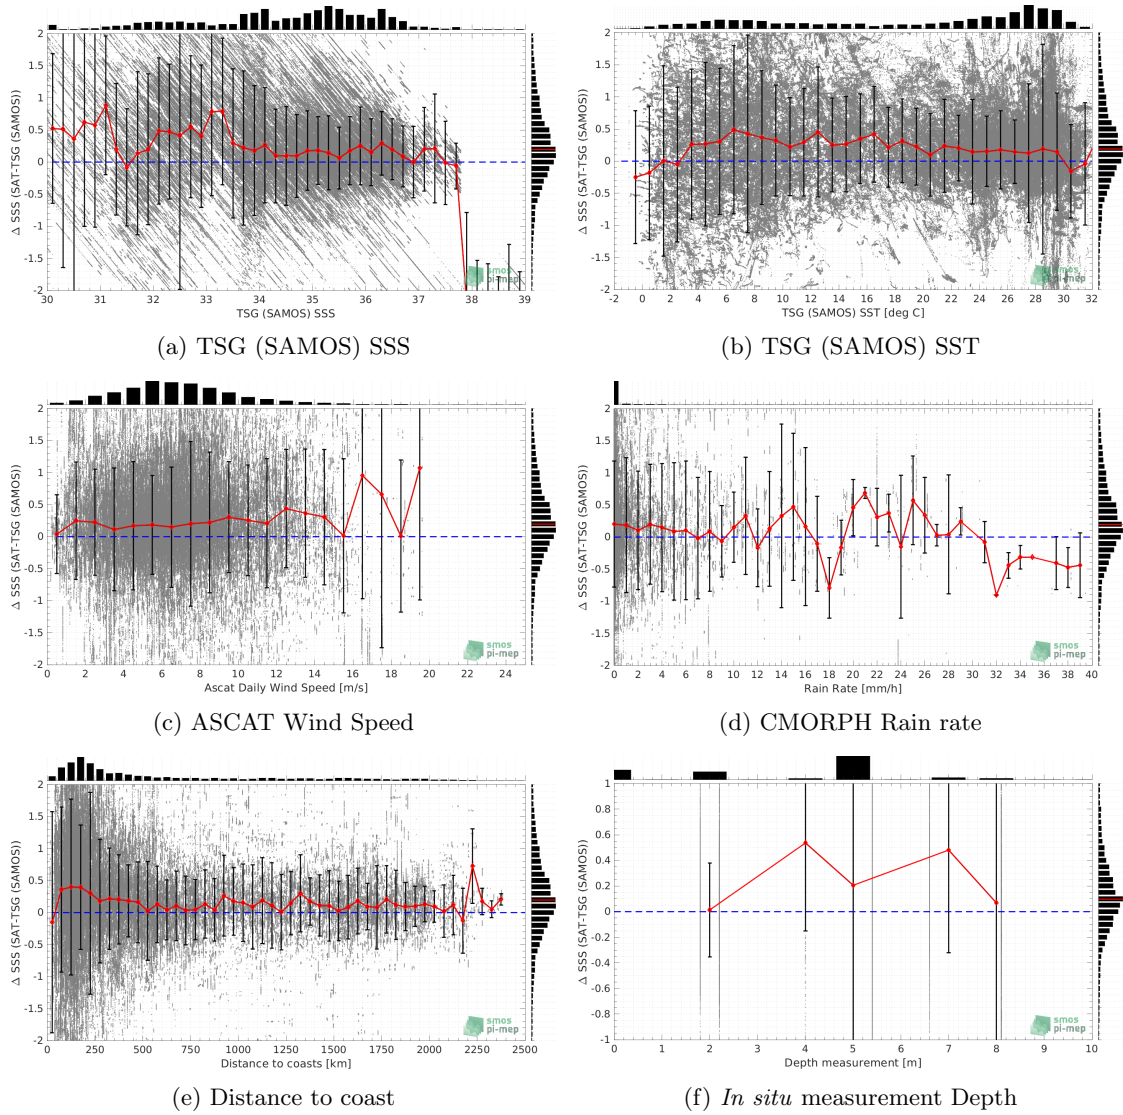 2
1.5
1
0.5
0
-0.5
-1
-1.5
-2
Δ SSS (SAT-TSG (SAMOS))
30 31 32 33 34 35 36 37 38 39
TSG (SAMOS) SSS
smos
pi-mep
(a) TSG (SAMOS) SSS
2
1.5
1
0.5
0
-0.5
-1
-1.5
-2
Δ SSS (SAT-TSG (SAMOS))
-2 0 2 4 6 8 10 12 14 16 18 20 22 24 26 28 30 32
TSG (SAMOS) SST [deg C]
smos
pi-mep
(b) TSG (SAMOS) SST
2
1.5
1
0.5
0
-0.5
-1
-1.5
-2
Δ SSS (SAT-TSG (SAMOS))
0 2 4 6 8 10 12 14 16 18 20 22 24
Ascat Daily Wind Speed [m/s]
smos
pi-mep
(c) ASCAT Wind Speed
2
1.5
1
0.5
0
-0.5
-1
-1.5
-2
Δ SSS (SAT-TSG (SAMOS))
0 2 4 6 8 10 12 14 16 18 20 22 24 26 28 30 32 34 36 38 40
Rain Rate [mm/h]
smos
pi-mep
(d) CMORPH Rain rate
2
1.5
1
0.5
0
-0.5
-1
-1.5
-2
Δ SSS (SAT-TSG (SAMOS))
0 250 500 750 1000 1250 1500 1750 2000 2250 2500
Distance to coasts [km]
smos
pi-mep
(e) Distance to coast
1
0.8
0.6
0.4
0.2
0
-0.2
-0.4
-0.6
-0.8
-1
Δ SSS (SAT-TSG (SAMOS))
0 1 2 3 4 5 6 7 8 9 10
Depth measurement [m]
smos
pi-mep
(f) In situ measurement Depth